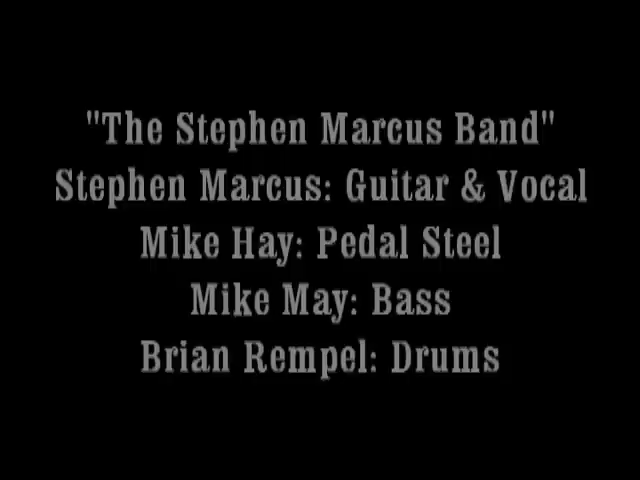 "The Stephen Marcus Band"
Stephen Marcus: Guitar & Vocal
Mike Hay: Pedal Steel
Mike May: Bass
Brian Rempel: Drums